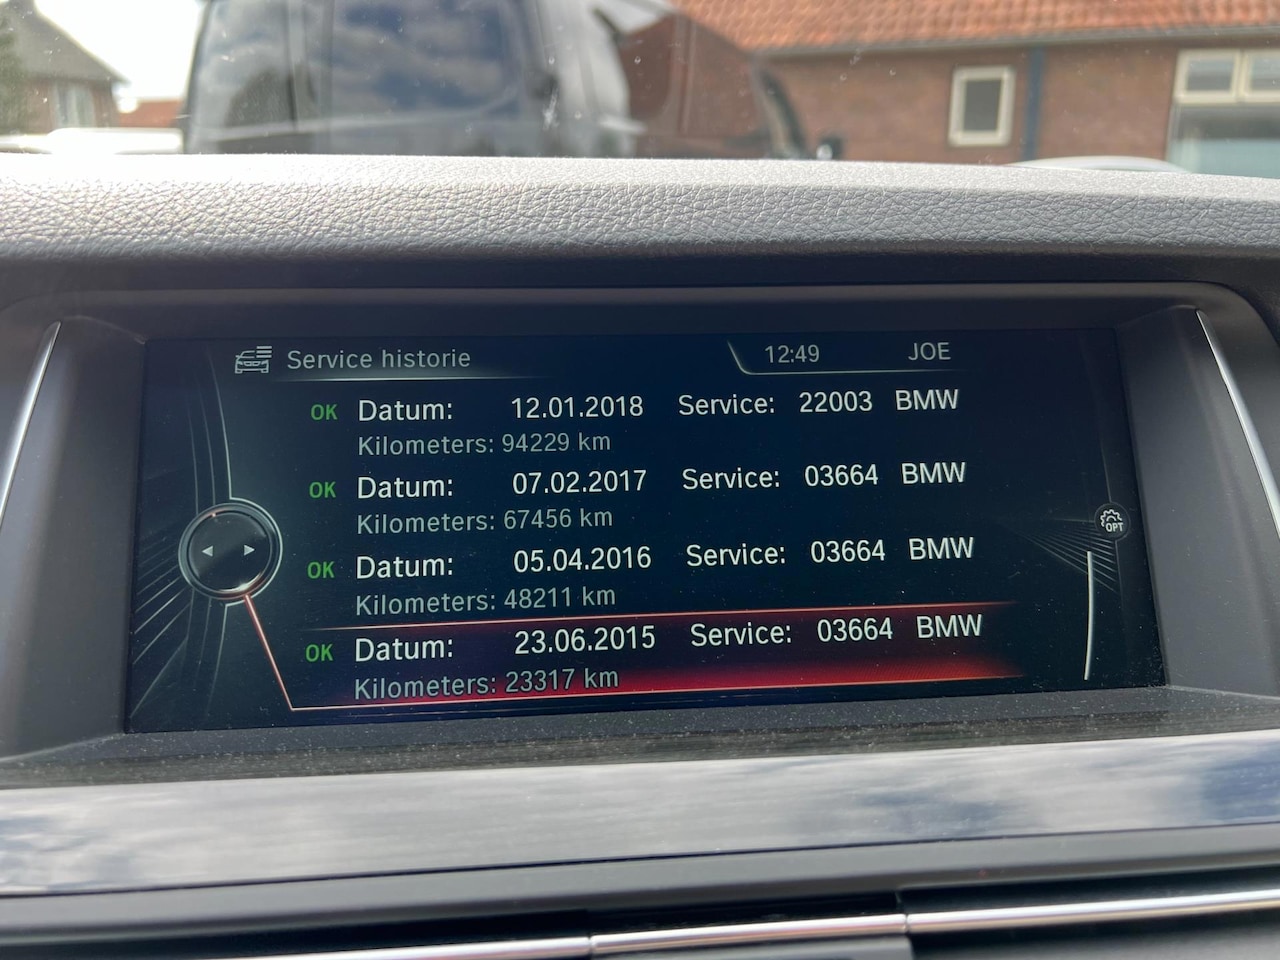 Service historie 12:49 JOE
OK Datum: 12.01.2018 Service: 22003 BMW
Kilometers: 94229 km
OK Datum: 07.02.2017 Service: 03664 BMW
Kilometers: 67456 km
OK Datum: 05.04.2016 Service: 03664 BMW
Kilometers: 48211 km
OK Datum: 23.06.2015 Service: 03664 BMW
Kilometers: 23317 km
OPT